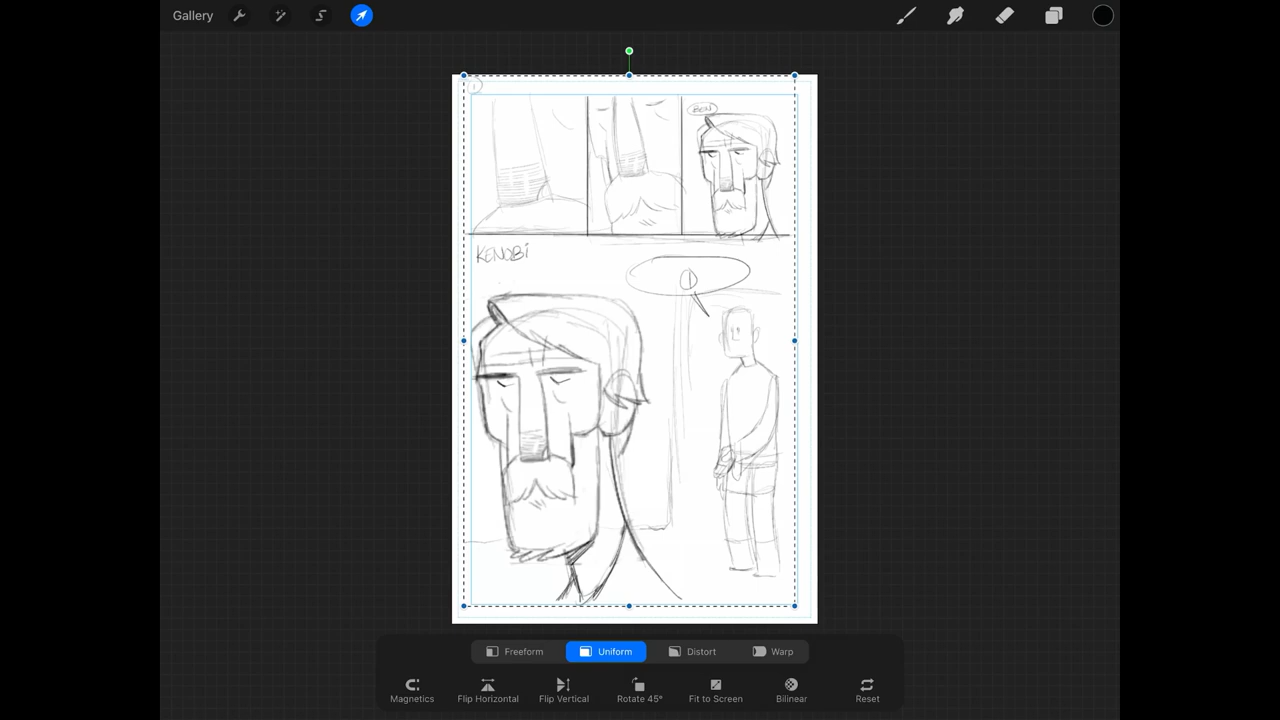 Gallery
BEN
KENOBi
Freeform
Uniform
Distort
Warp
Magnetics
Flip Horizontal
Flip Vertical
Rotate 45°
Fit to Screen
Bilinear
Reset